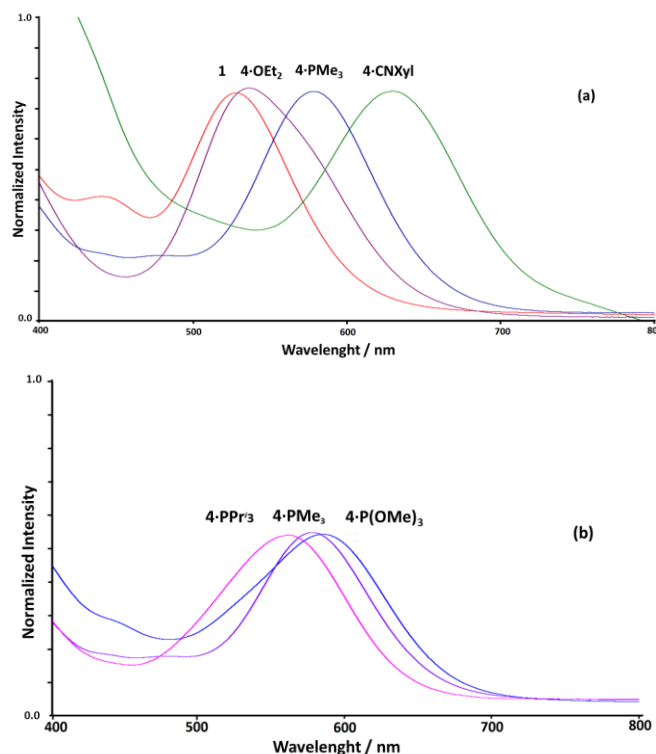 1 4·OEt₂ 4·PMe₃ 4·CNXyl
(a)
Normalized Intensity
1.0
0.0
400 500 600 700 800
Wavelenght / nm
4·PPrⁱ3 4·PMe₃ 4·P(OMe)₃
(b)
Normalized Intensity
1.0
0.0
400 500 600 700 800
Wavelenght / nm